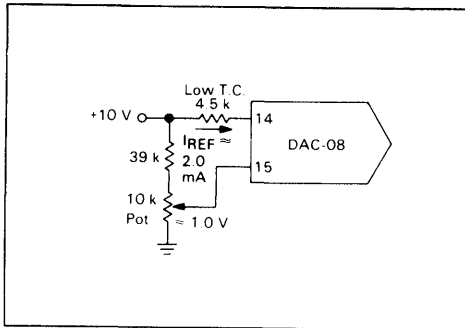 Low T.C.
4.5 k
+10 V
14
IREF ≈
2.0
mA
DAC-08
39 k
15
10 k
Pot
≈ 1.0 V